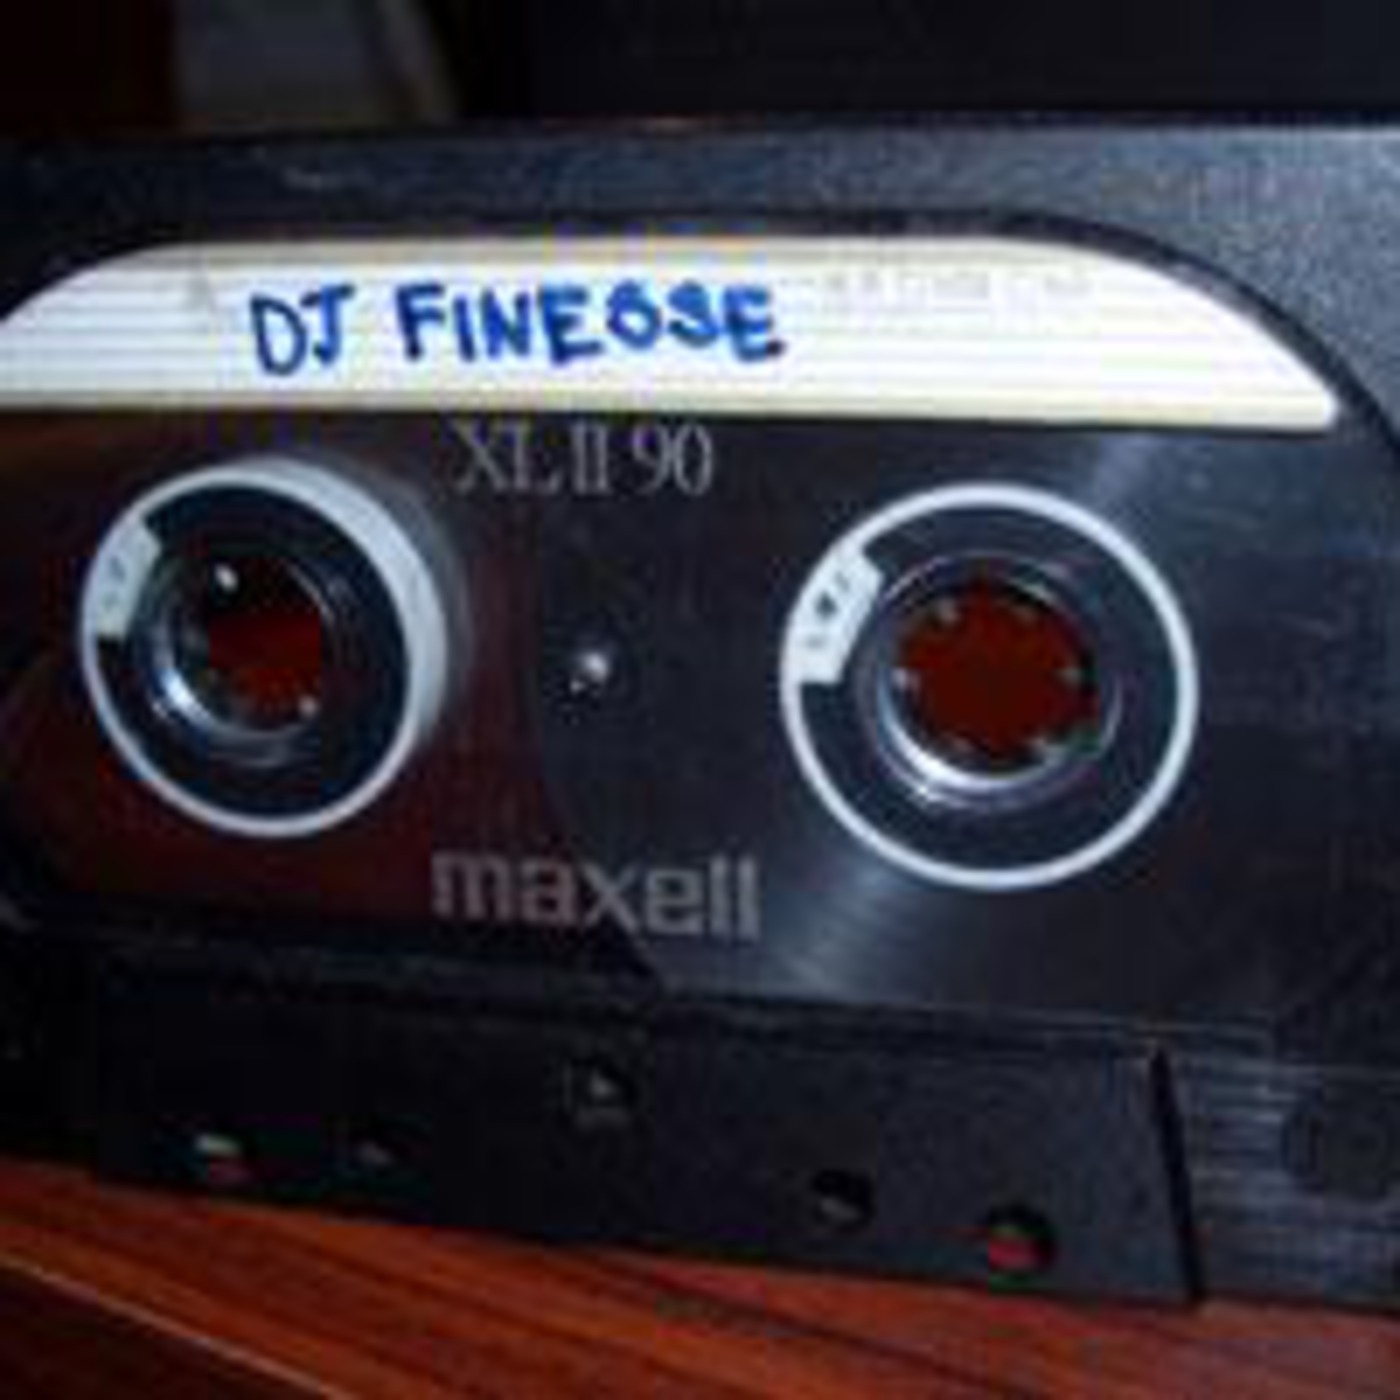 DJ FINESSE
XLII 90
maxell